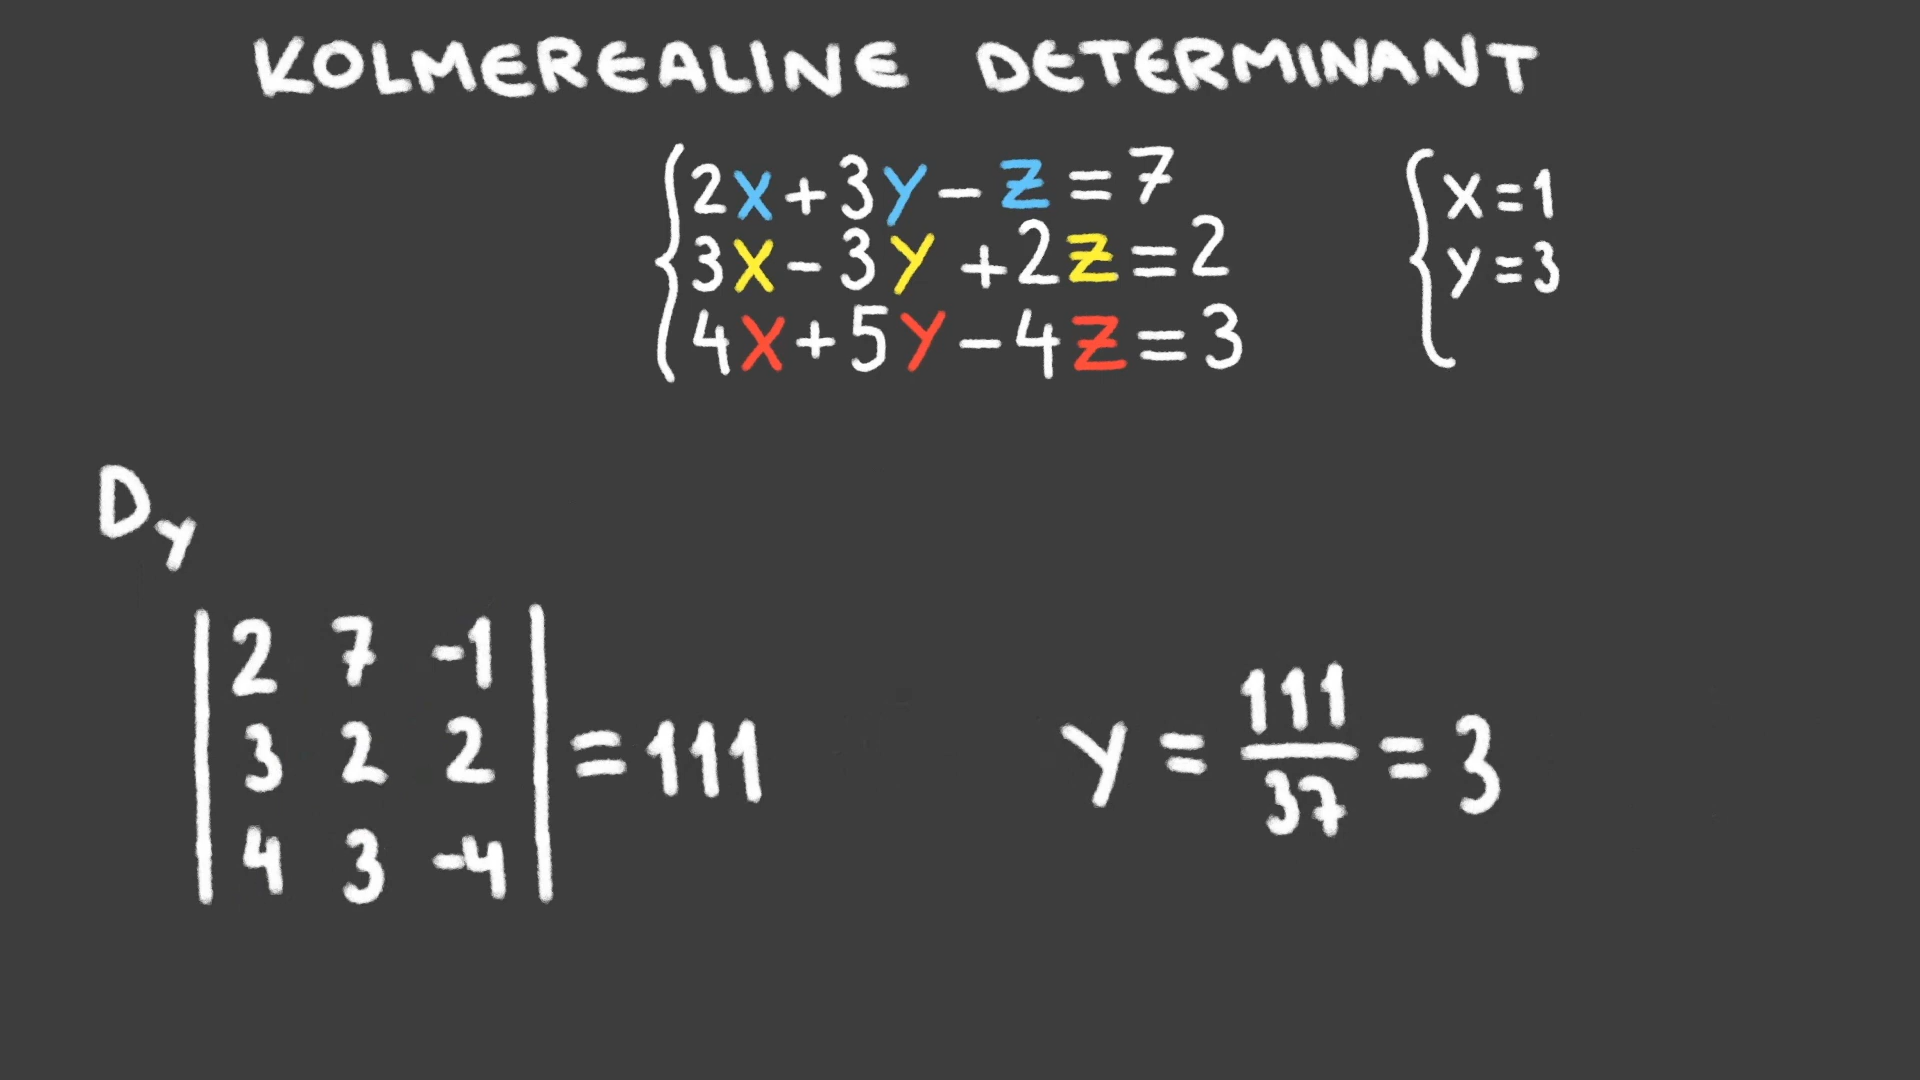 KOLMEREALINE DETERMINANT
2x+3y-z=7
3x-3y+2z=2
4x+5y-4z=3
x=1
y=3
Dy
2 7 -1
3 2 2
4 3 -4
=111
y=111/37=3